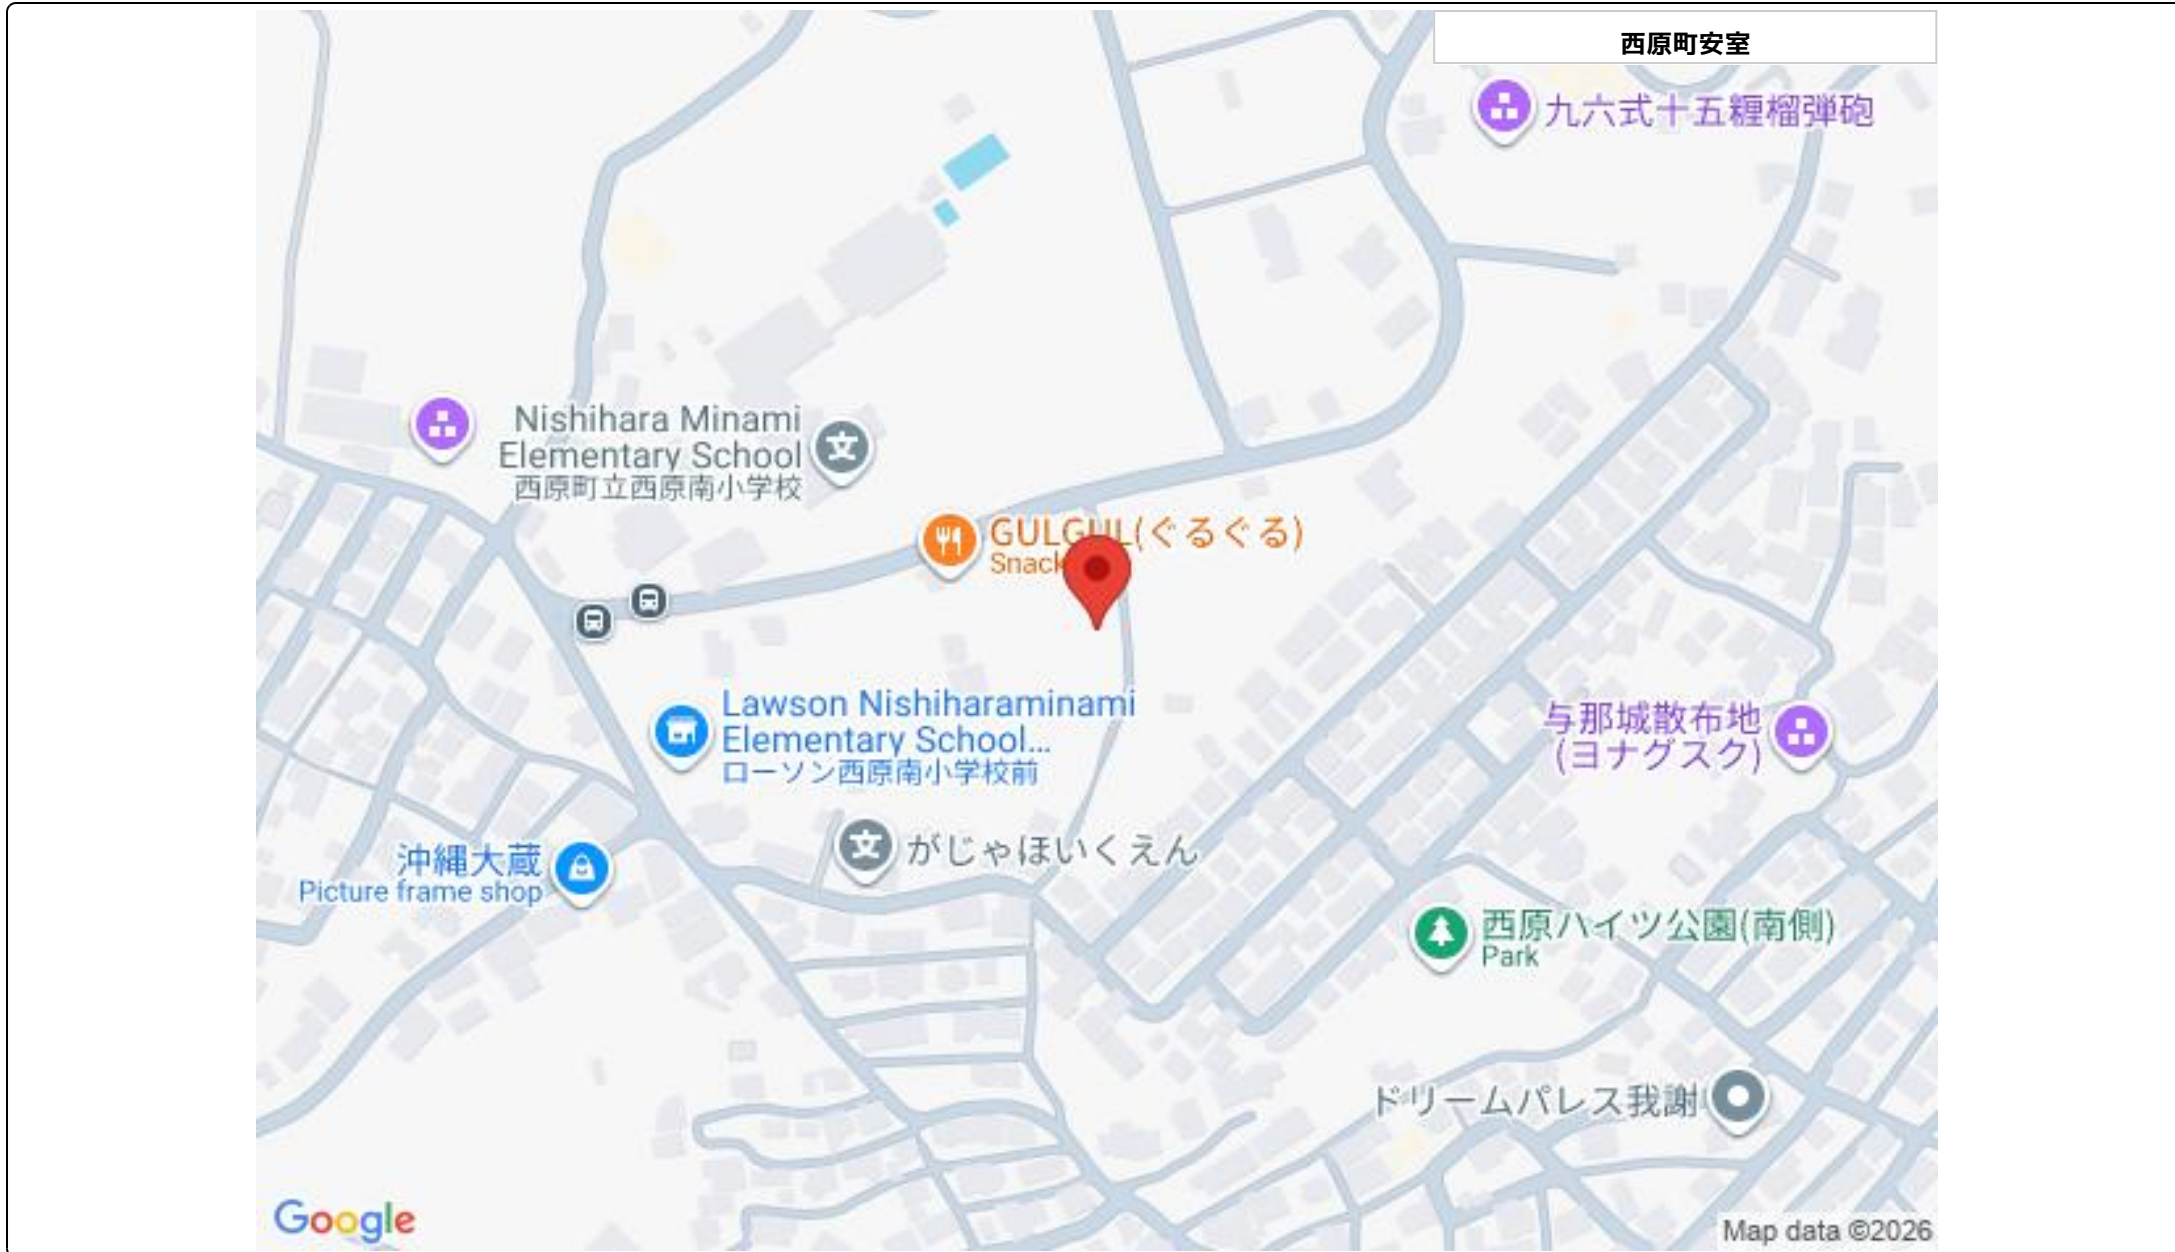 西原町安室
九六式十五糎榴弾砲
Nishihara Minami
Elementary School
西原町立西原南小学校
GULGUL(ぐるぐる)
Snack
Lawson Nishiharaminami
Elementary School...
ローソン西原南小学校前
与那城散布地
(ヨナグスク)
がじゃほいくえん
沖縄大蔵
Picture frame shop
西原ハイツ公園(南側)
Park
ドリームパレス我謝
Google
Map data ©2026